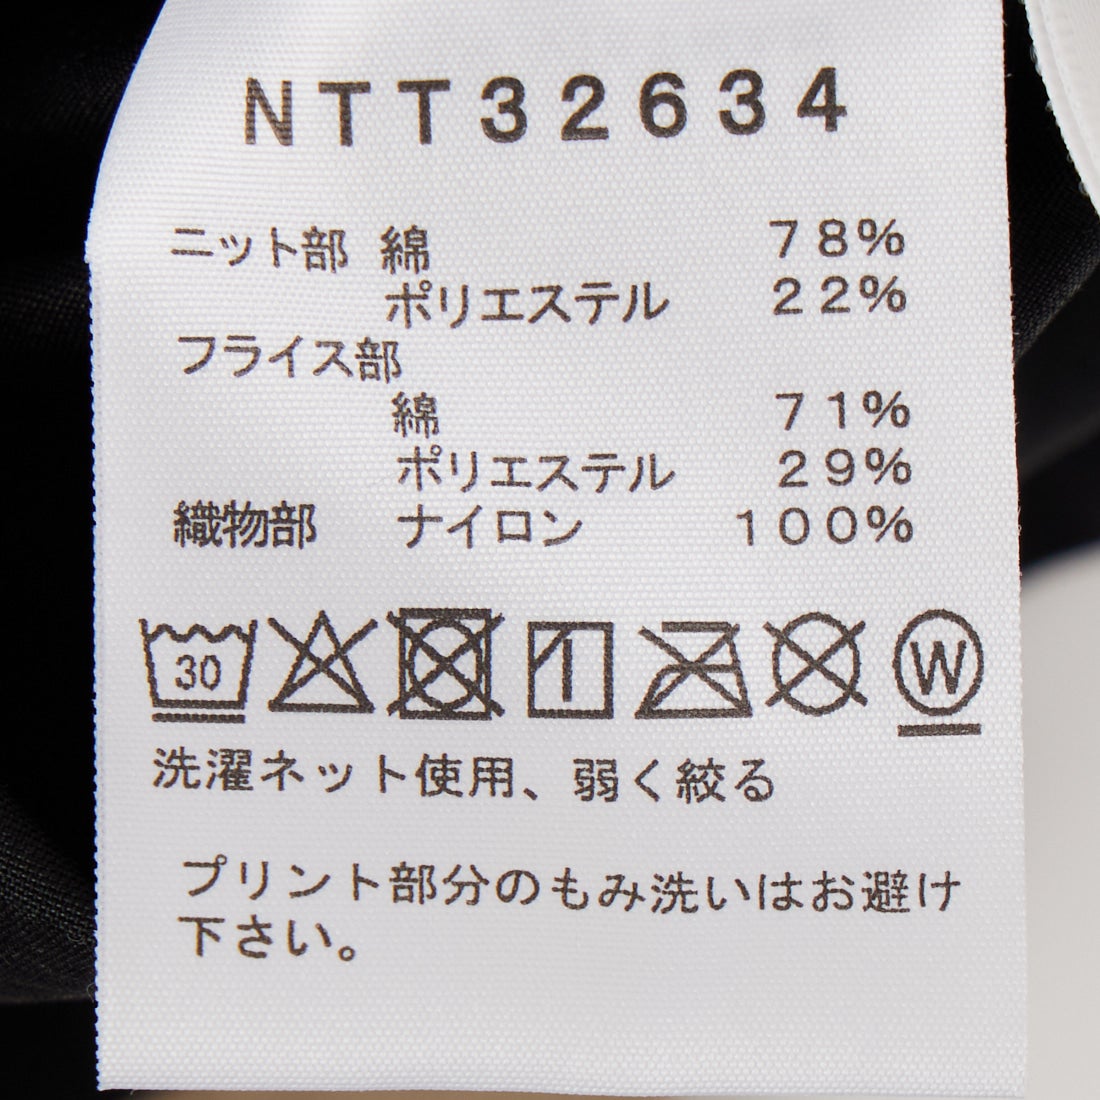 NTT32634
ニット部 綿 78%
ポリエステル 22%
フライス部
綿 71%
ポリエステル 29%
織物部 ナイロン 100%
30 W
洗濯ネット使用、弱く絞る
プリント部分のもみ洗いはお避け
下さい。